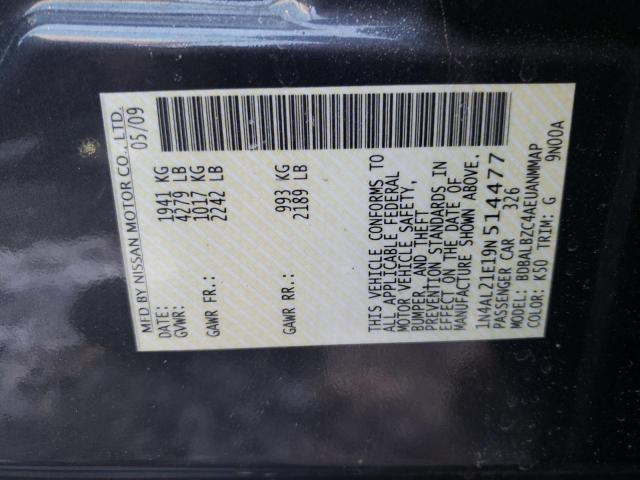 MFD BY NISSAN MOTOR CO., LTD.
DATE: 05/09
GVWR: 1941 KG
4279 LB
GAWR FR.: 1017 KG
2242 LB
GAWR RR.: 993 KG
2189 LB
THIS VEHICLE CONFORMS TO
ALL APPLICABLE FEDERAL
MOTOR VEHICLE SAFETY,
BUMPER, AND THEFT
PREVENTION STANDARDS IN
EFFECT ON THE DATE OF
MANUFACTURE SHOWN ABOVE.
1N4AL21E19N514477
PASSENGER CAR 326
MODEL: BDBALBZC4AEUANMMAP
COLOR: K50 TRIM: G 9N00A